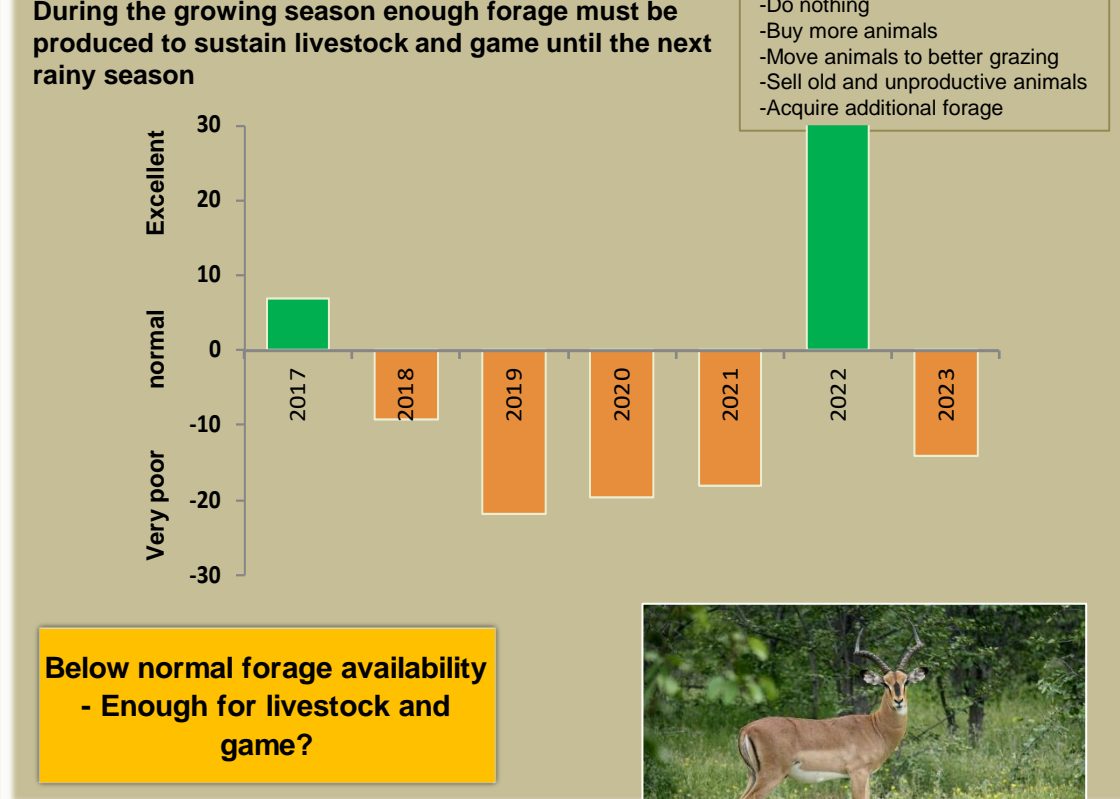 During the growing season enough forage must be
produced to sustain livestock and game until the next
rainy season
-Do nothing
-Buy more animals
-Move animals to better grazing
-Sell old and unproductive animals
-Acquire additional forage
Excellent
normal
Very poor
30
20
10
0
-10
-20
-30
2017
2018
2019
2020
2021
2022
2023
Below normal forage availability
- Enough for livestock and
game?